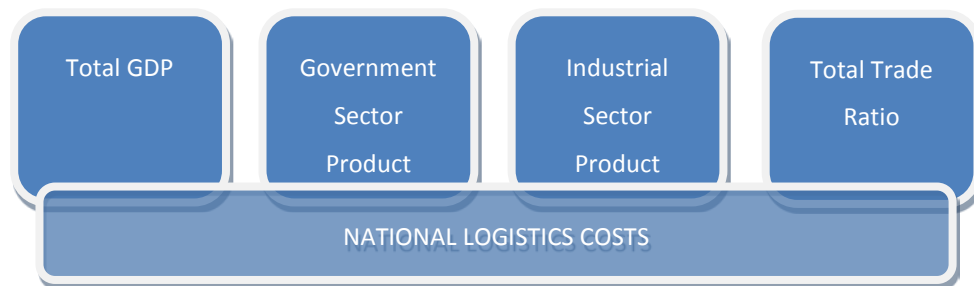 Total GDP
Government
Sector
Product
Industrial
Sector
Product
Total Trade
Ratio
NATIONAL LOGISTICS COSTS